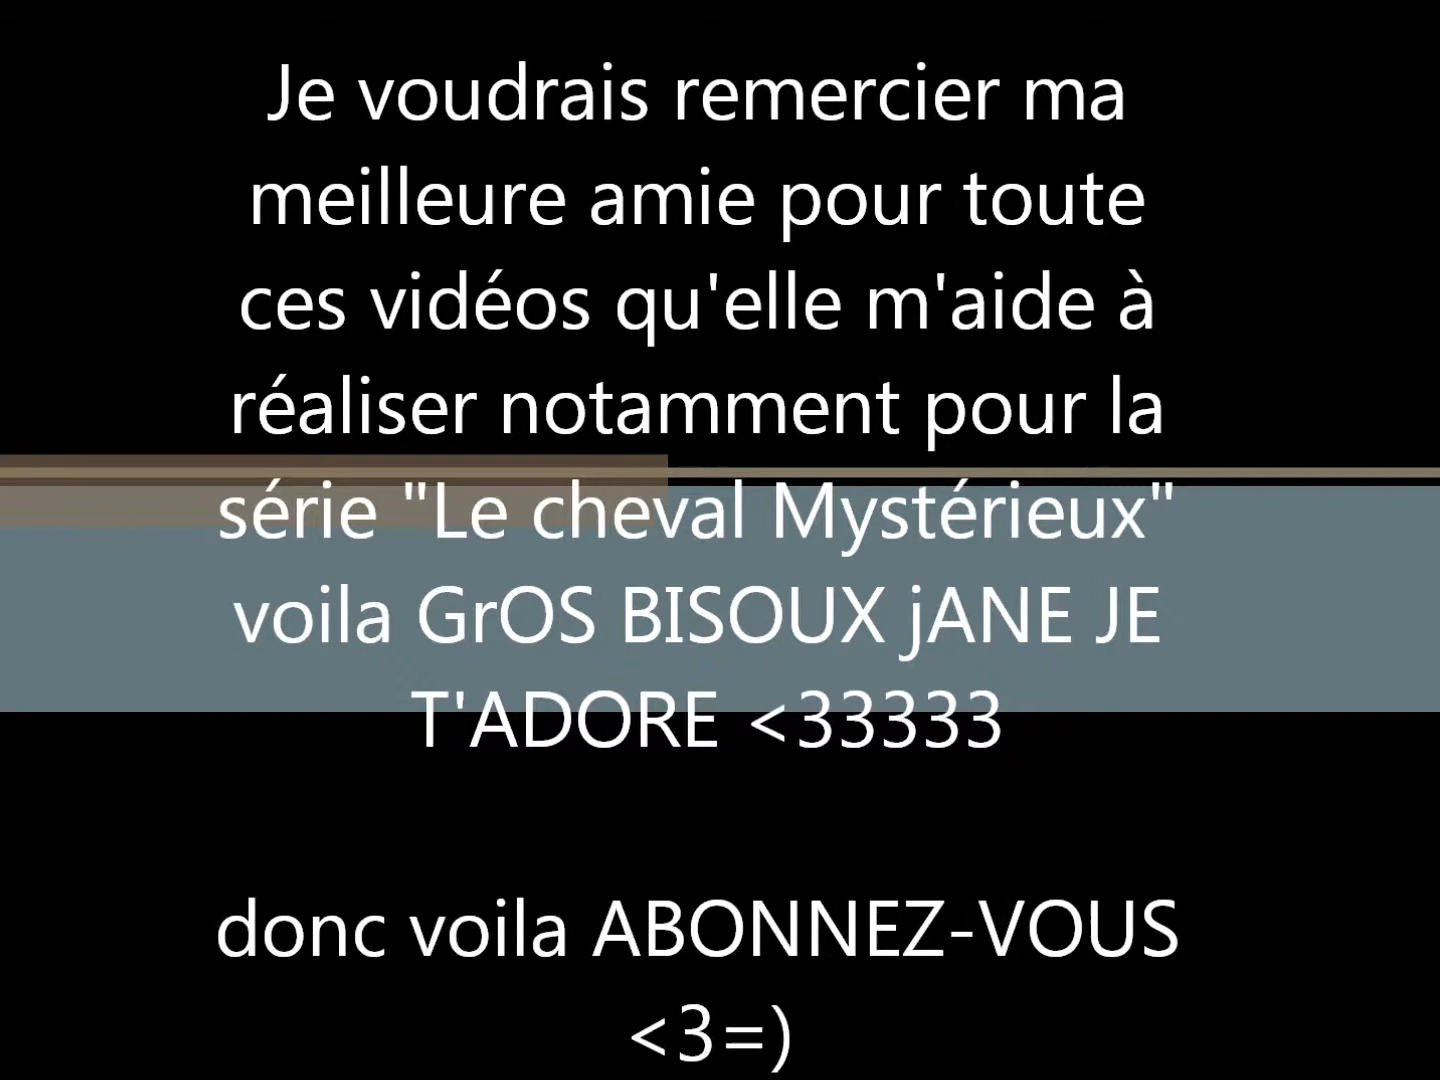 Je voudrais remercier ma
meilleure amie pour toute
ces vidéos qu'elle m'aide à
réaliser notamment pour la
série "Le cheval Mystérieux"
voila GrOS BISOUX jANE JE
T'ADORE <33333
donc voila ABONNEZ-VOUS
<3=)